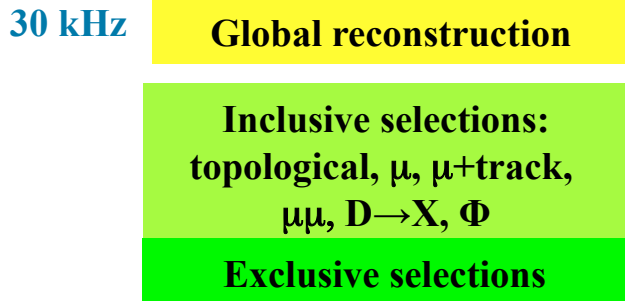 30 kHz
Global reconstruction
Inclusive selections:
topological, μ, μ+track,
μμ, D→X, Φ
Exclusive selections